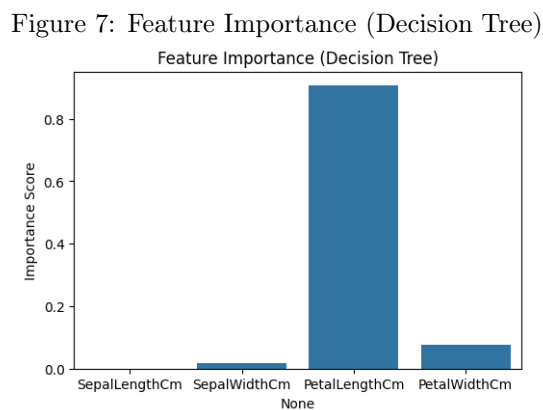 Figure 7: Feature Importance (Decision Tree)
Feature Importance (Decision Tree)
Importance Score
0.8
0.6
0.4
0.2
0.0
SepalLengthCm SepalWidthCm PetalLengthCm PetalWidthCm
None